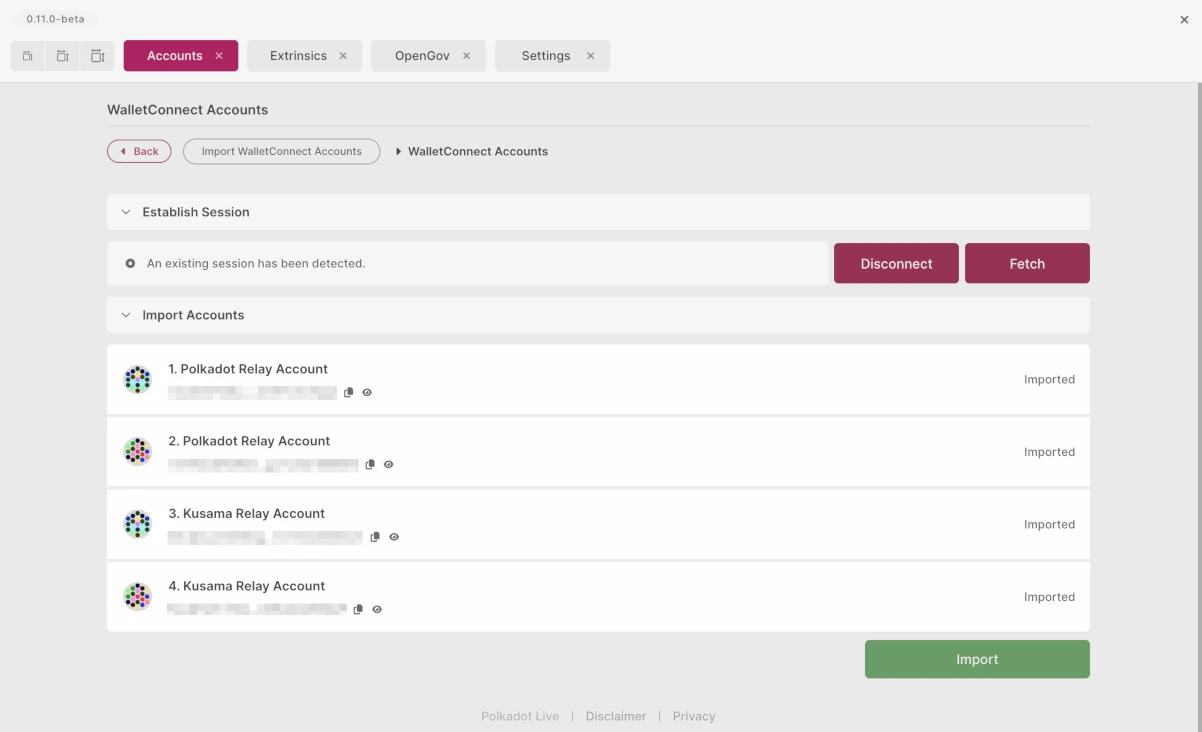 0.11.0-beta
Accounts
Extrinsics
OpenGov
Settings
WalletConnect Accounts
Back
Import WalletConnect Accounts
WalletConnect Accounts
Establish Session
An existing session has been detected.
Disconnect
Fetch
Import Accounts
1. Polkadot Relay Account
Imported
2. Polkadot Relay Account
Imported
3. Kusama Relay Account
Imported
4. Kusama Relay Account
Imported
Import
Polkadot Live | Disclaimer | Privacy